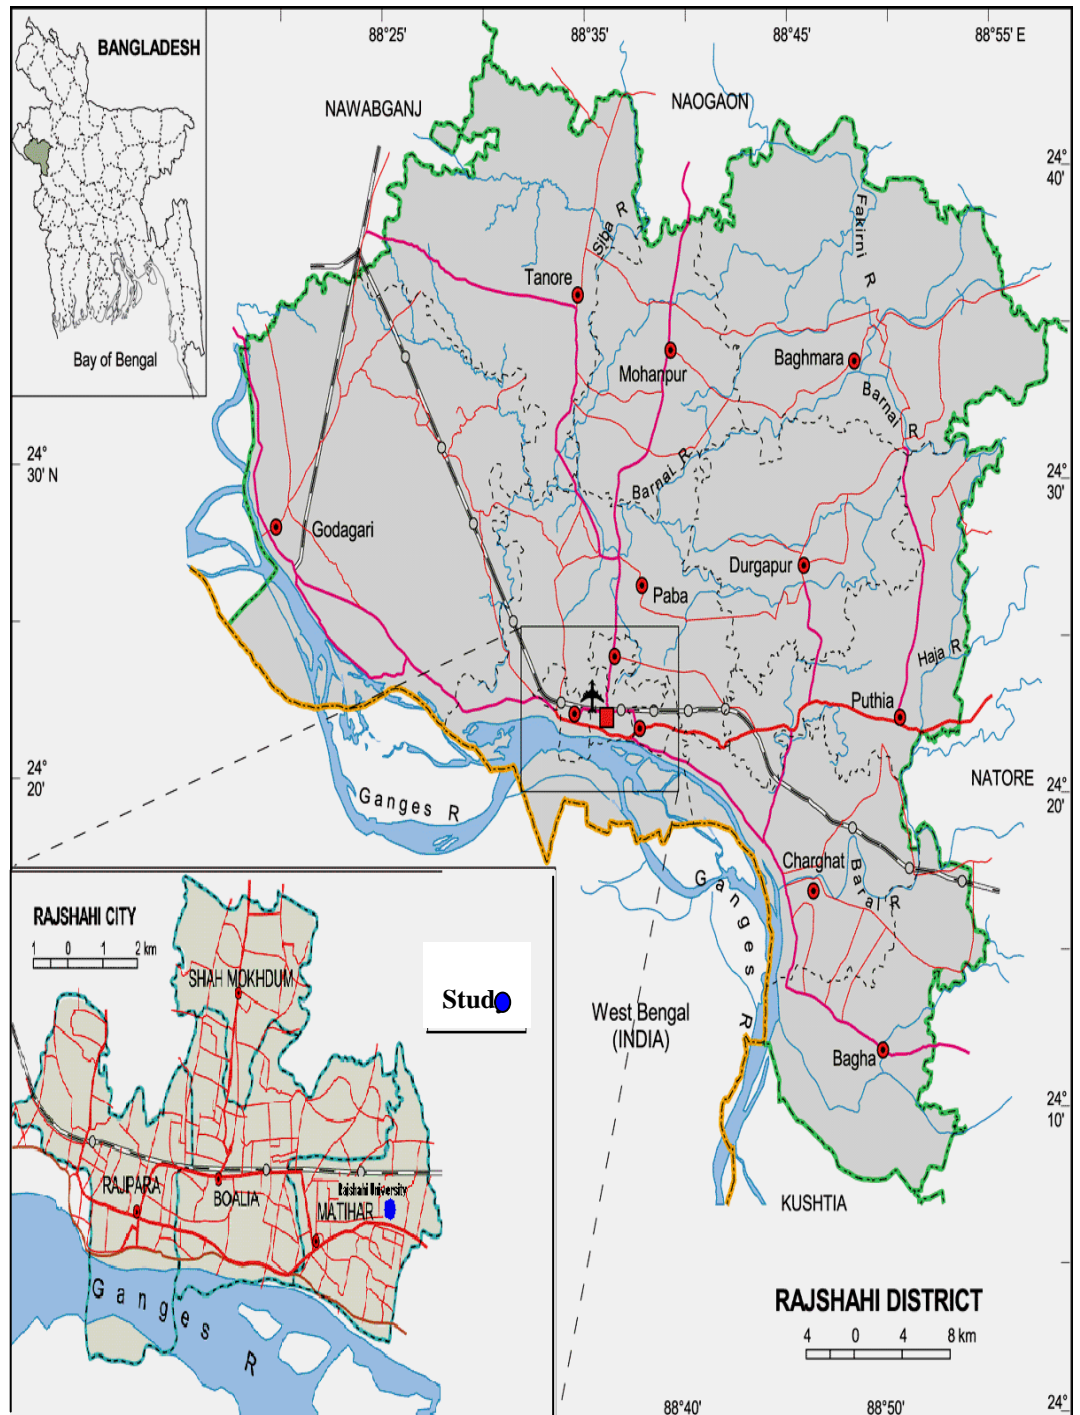 88°25'
88°35'
88°45'
88°55' E
BANGLADESH
Bay of Bengal
NAWABGANJ
NAOGAON
24°
40'
Siba R
Fakirni R
Tanore
Mohanpur
Baghmara
Barnai R
24°
30' N
24°
30'
Barnai R
Godagari
Durgapur
Paba
Haja R
Puthia
24°
20'
24°
20'
NATORE
Ganges R
Charghat
Baral R
Ganges R
West Bengal
(INDIA)
Bagha
24°
10'
KUSHTIA
RAJSHAHI DISTRICT
4 0 4 8 km
88°40'
88°50'
24°
RAJSHAHI CITY
1 0 1 2 km
SHAH MOKHDUM
Stud
RAJPARA
BOALIA
Rajshahi University
MATIHAR
Ganges R